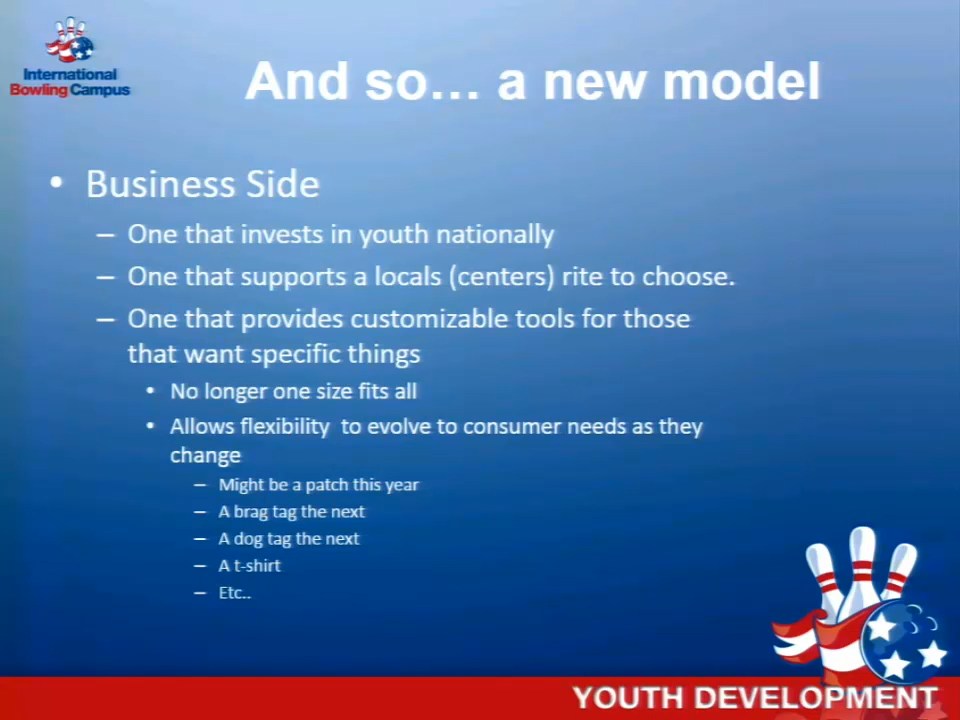 International
Bowling Campus
And so… a new model
• Business Side
– One that invests in youth nationally
– One that supports a locals (centers) rite to choose.
– One that provides customizable tools for those
that want specific things
• No longer one size fits all
• Allows flexibility to evolve to consumer needs as they
change
– Might be a patch this year
– A brag tag the next
– A dog tag the next
– A t-shirt
– Etc..
YOUTH DEVELOPMENT